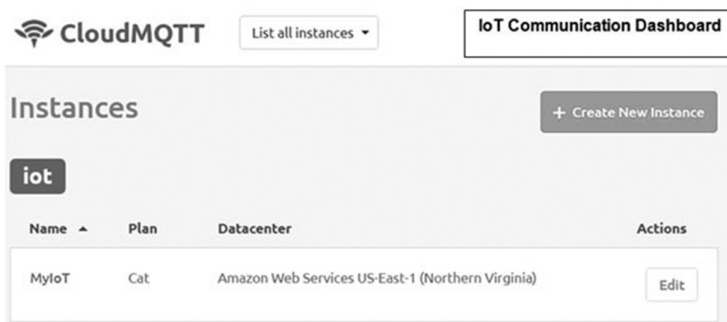 CloudMQTT
List all instances
IoT Communication Dashboard
Instances
+ Create New Instance
iot
Name Plan Datacenter Actions
MyIoT Cat Amazon Web Services US-East-1 (Northern Virginia) Edit